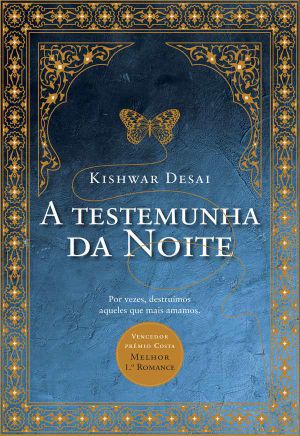 KISHWAR DESAI
A TESTEMUNHA
DA NOITE
Por vezes, destruímos
aqueles que mais amamos.
VENCEDOR
PRÉMIO COSTA
MELHOR
1.º ROMANCE